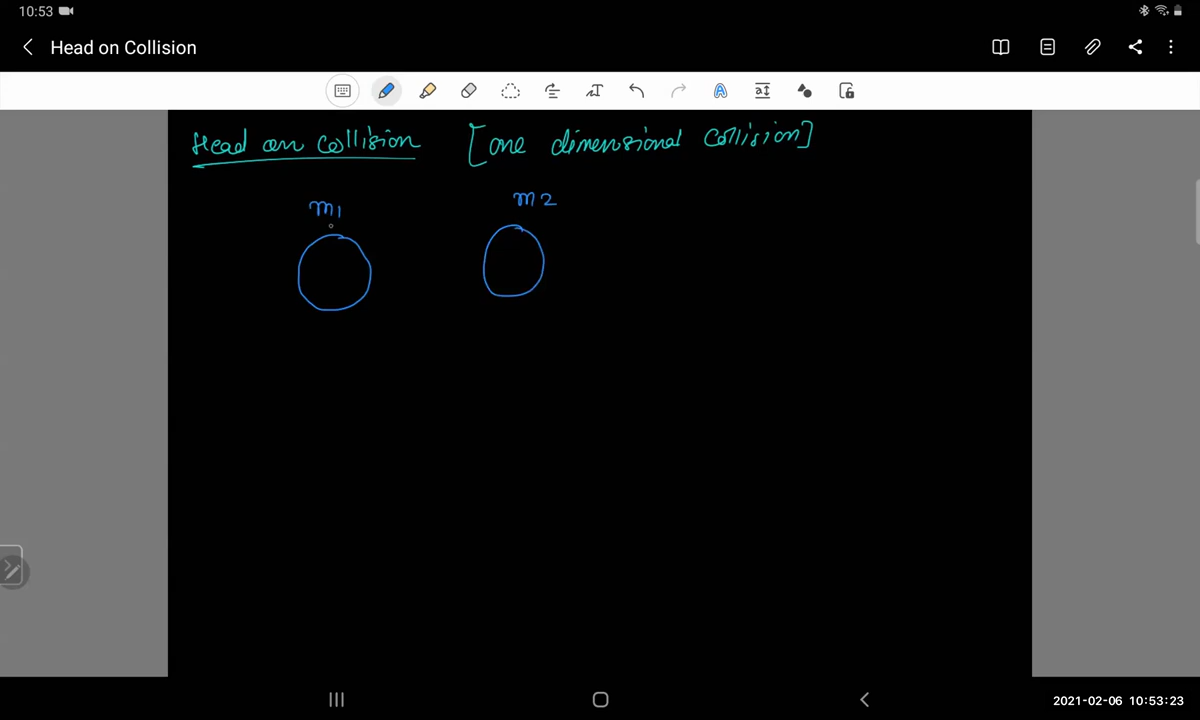 10:53
Head on Collision
Head on Collision [one dimensional Collision]
m1 m2
2021-02-06 10:53:23